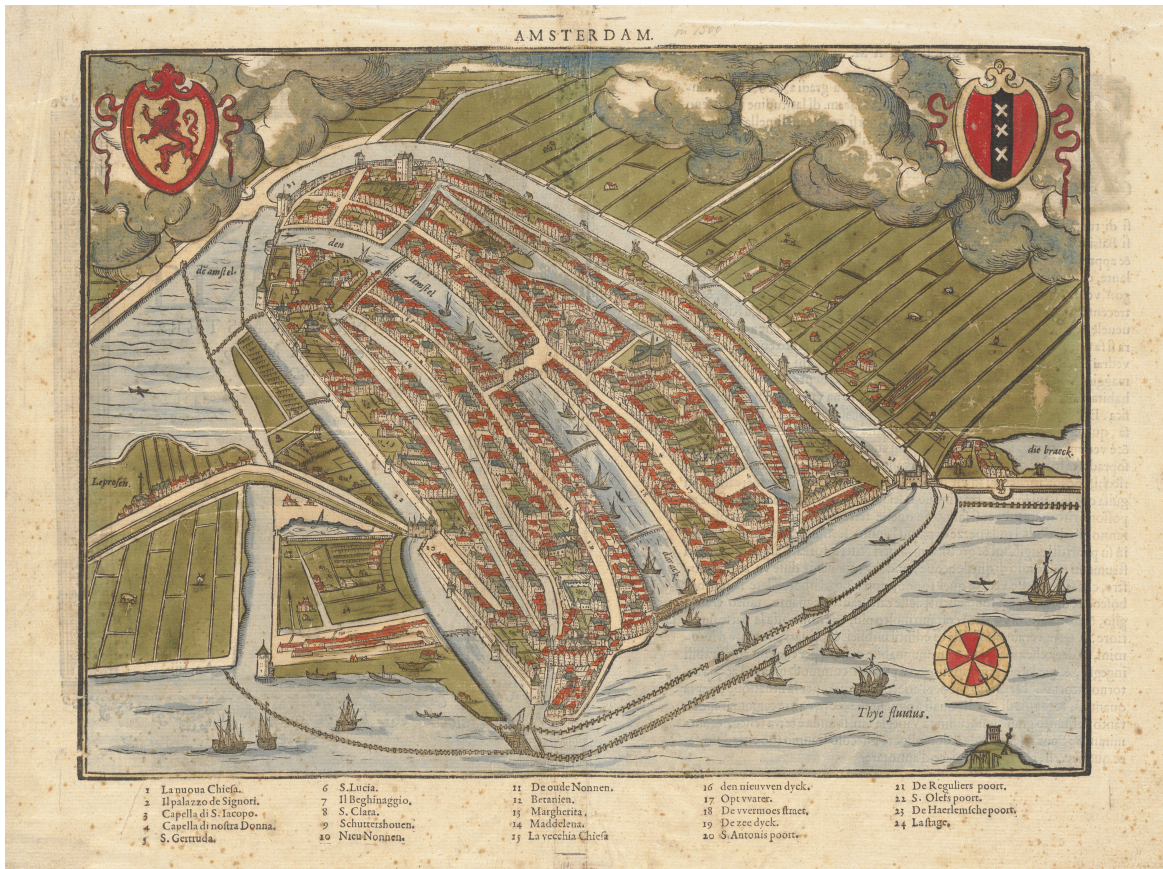 AMSTERDAM.
de amstel.
den
Aemstel
Leprosen.
die braeck.
Thye fluuius.
1 La nuoua Chieſa.
2 Il palazzo de Signori.
3 Capella di S. Iacopo.
4 Capella di noſtra Donna.
5 S. Gertruda.
6 S. Lucia.
7 Il Beghinaggio.
8 S. Clara.
9 Schuttershouen.
10 Nieu Nonnen.
11 De oude Nonnen.
12 Betanien.
13 Margherita.
14 Maddelena.
15 La vecchia Chieſa
16 den nieuvven dyck.
17 Opt vvater.
18 De vvermoes ſtraet.
19 De zee dyck.
20 S. Antonis poort.
21 De Reguliers poort.
22 S. Olefs poort.
23 De Haerlemſche poort.
24 Laſtage.